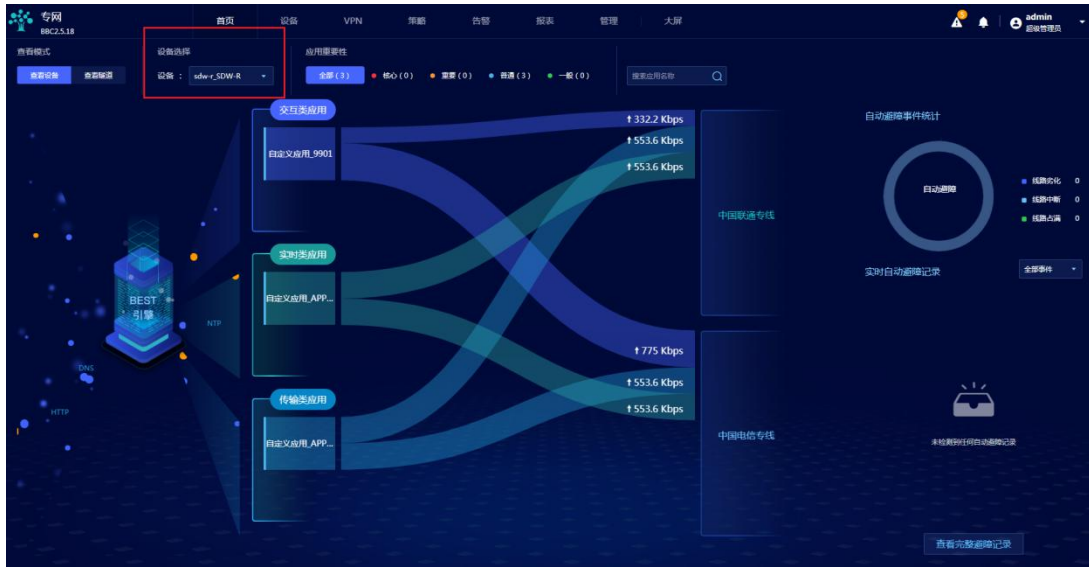 专网
BBC2.5.18
首页 设备 VPN 策略 告警 报表 管理 大屏
5
admin
超级管理员
查看模式
查看设备 查看隧道
设备选择
设备 : sdw-r_SDW-R
应用重要性
全部 (3) 核心 (0) 重要 (0) 普通 (3) 一般 (0)
搜索应用名称
交互类应用
自定义应用_9901
实时类应用
自定义应用_APP...
传输类应用
自定义应用_APP...
BEST
引擎
NTP
DNS
HTTP
↑ 332.2 Kbps
↑ 553.6 Kbps
↑ 553.6 Kbps
中国联通专线
↑ 775 Kbps
↑ 553.6 Kbps
↑ 553.6 Kbps
中国电信专线
自动避障事件统计
自动避障
线路劣化 0
线路中断 0
线路占满 0
实时自动避障记录
全部事件
未检测到任何自动避障记录
查看完整避障记录